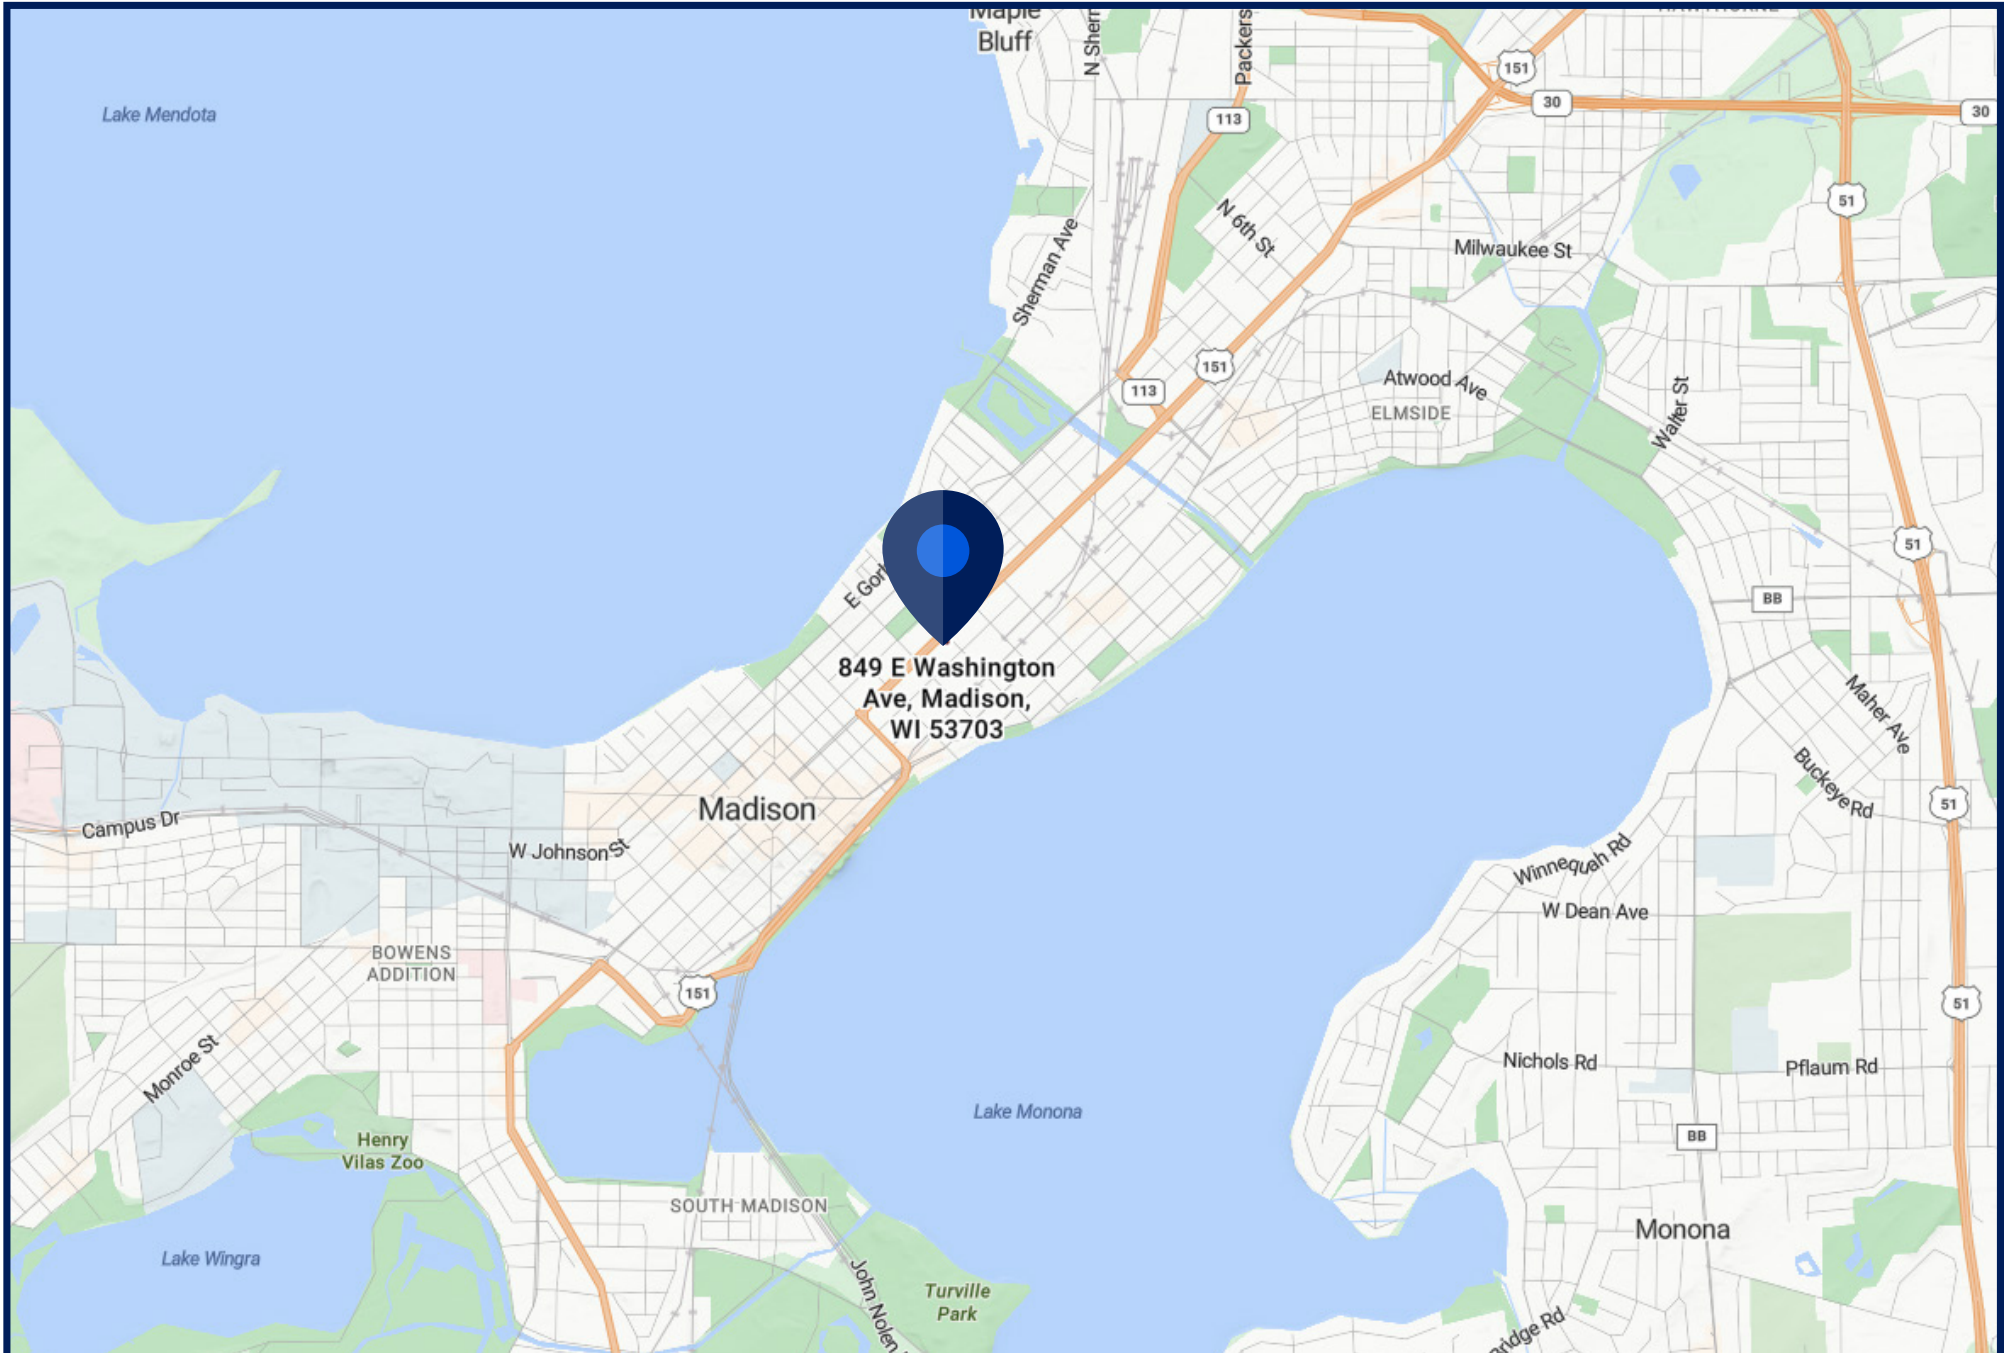 Maple
Bluff
HAWTHORNE
N Sher
Packers
151
30
30
113
Lake Mendota
51
N 6th St
Milwaukee St
Sherman Ave
151
113
Atwood Ave
ELMSIDE
Walter St
51
E Gor
BB
849 E Washington
Ave, Madison,
WI 53703
Maher Ave
Buckeye Rd
51
Madison
Campus Dr
W Johnson St
Winnequah Rd
W Dean Ave
BOWENS
ADDITION
151
51
Monroe St
Nichols Rd
Pflaum Rd
Lake Monona
BB
Henry
Vilas Zoo
SOUTH MADISON
Monona
Lake Wingra
John Nolen
Turville
Park
ridge Rd